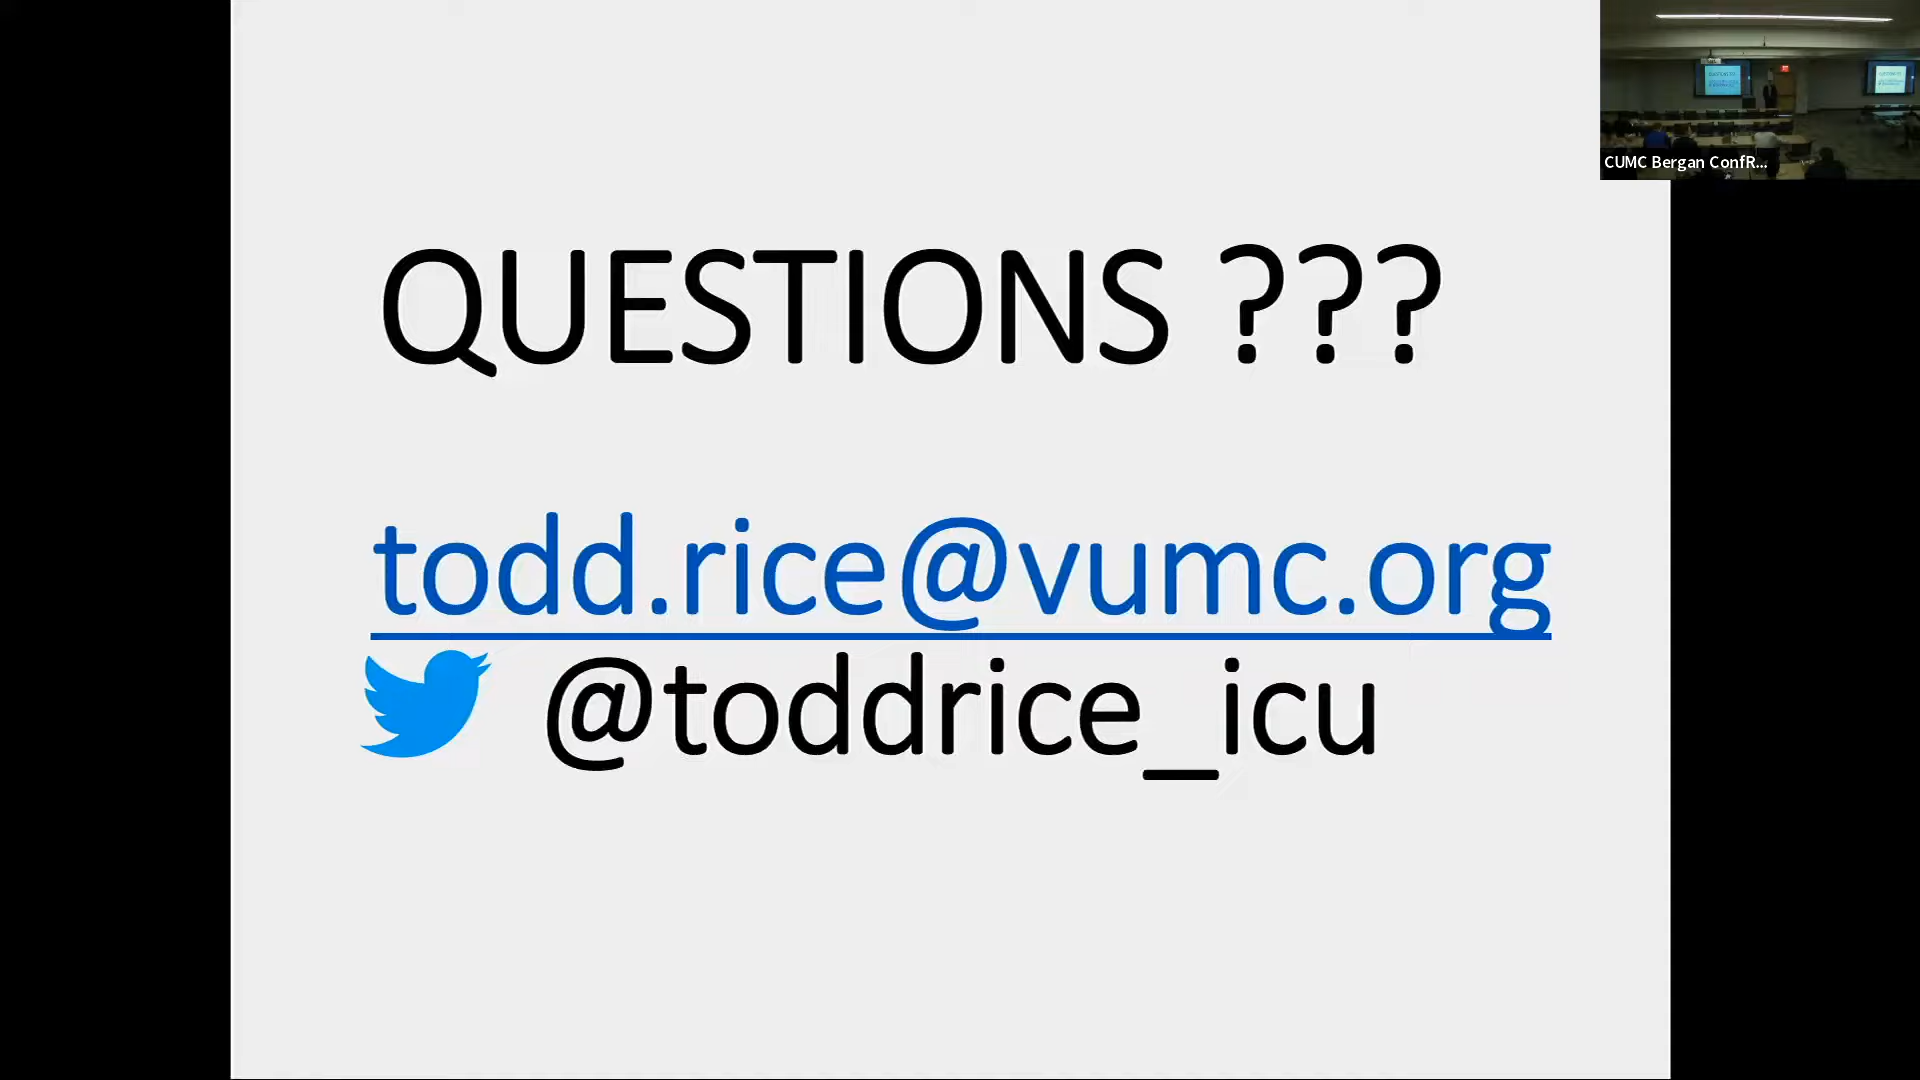 QUESTIONS ???
todd.rice@vumc.org
@toddrice_icu
CUMC Bergan ConfR...